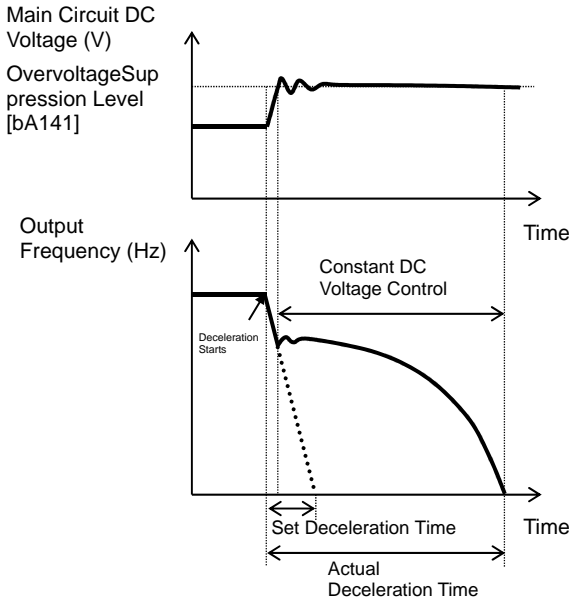 Main Circuit DC
Voltage (V)
OvervoltageSup
pression Level
[bA141]
Time
Output
Frequency (Hz)
Constant DC
Voltage Control
Deceleration
Starts
Set Deceleration Time
Time
Actual
Deceleration Time